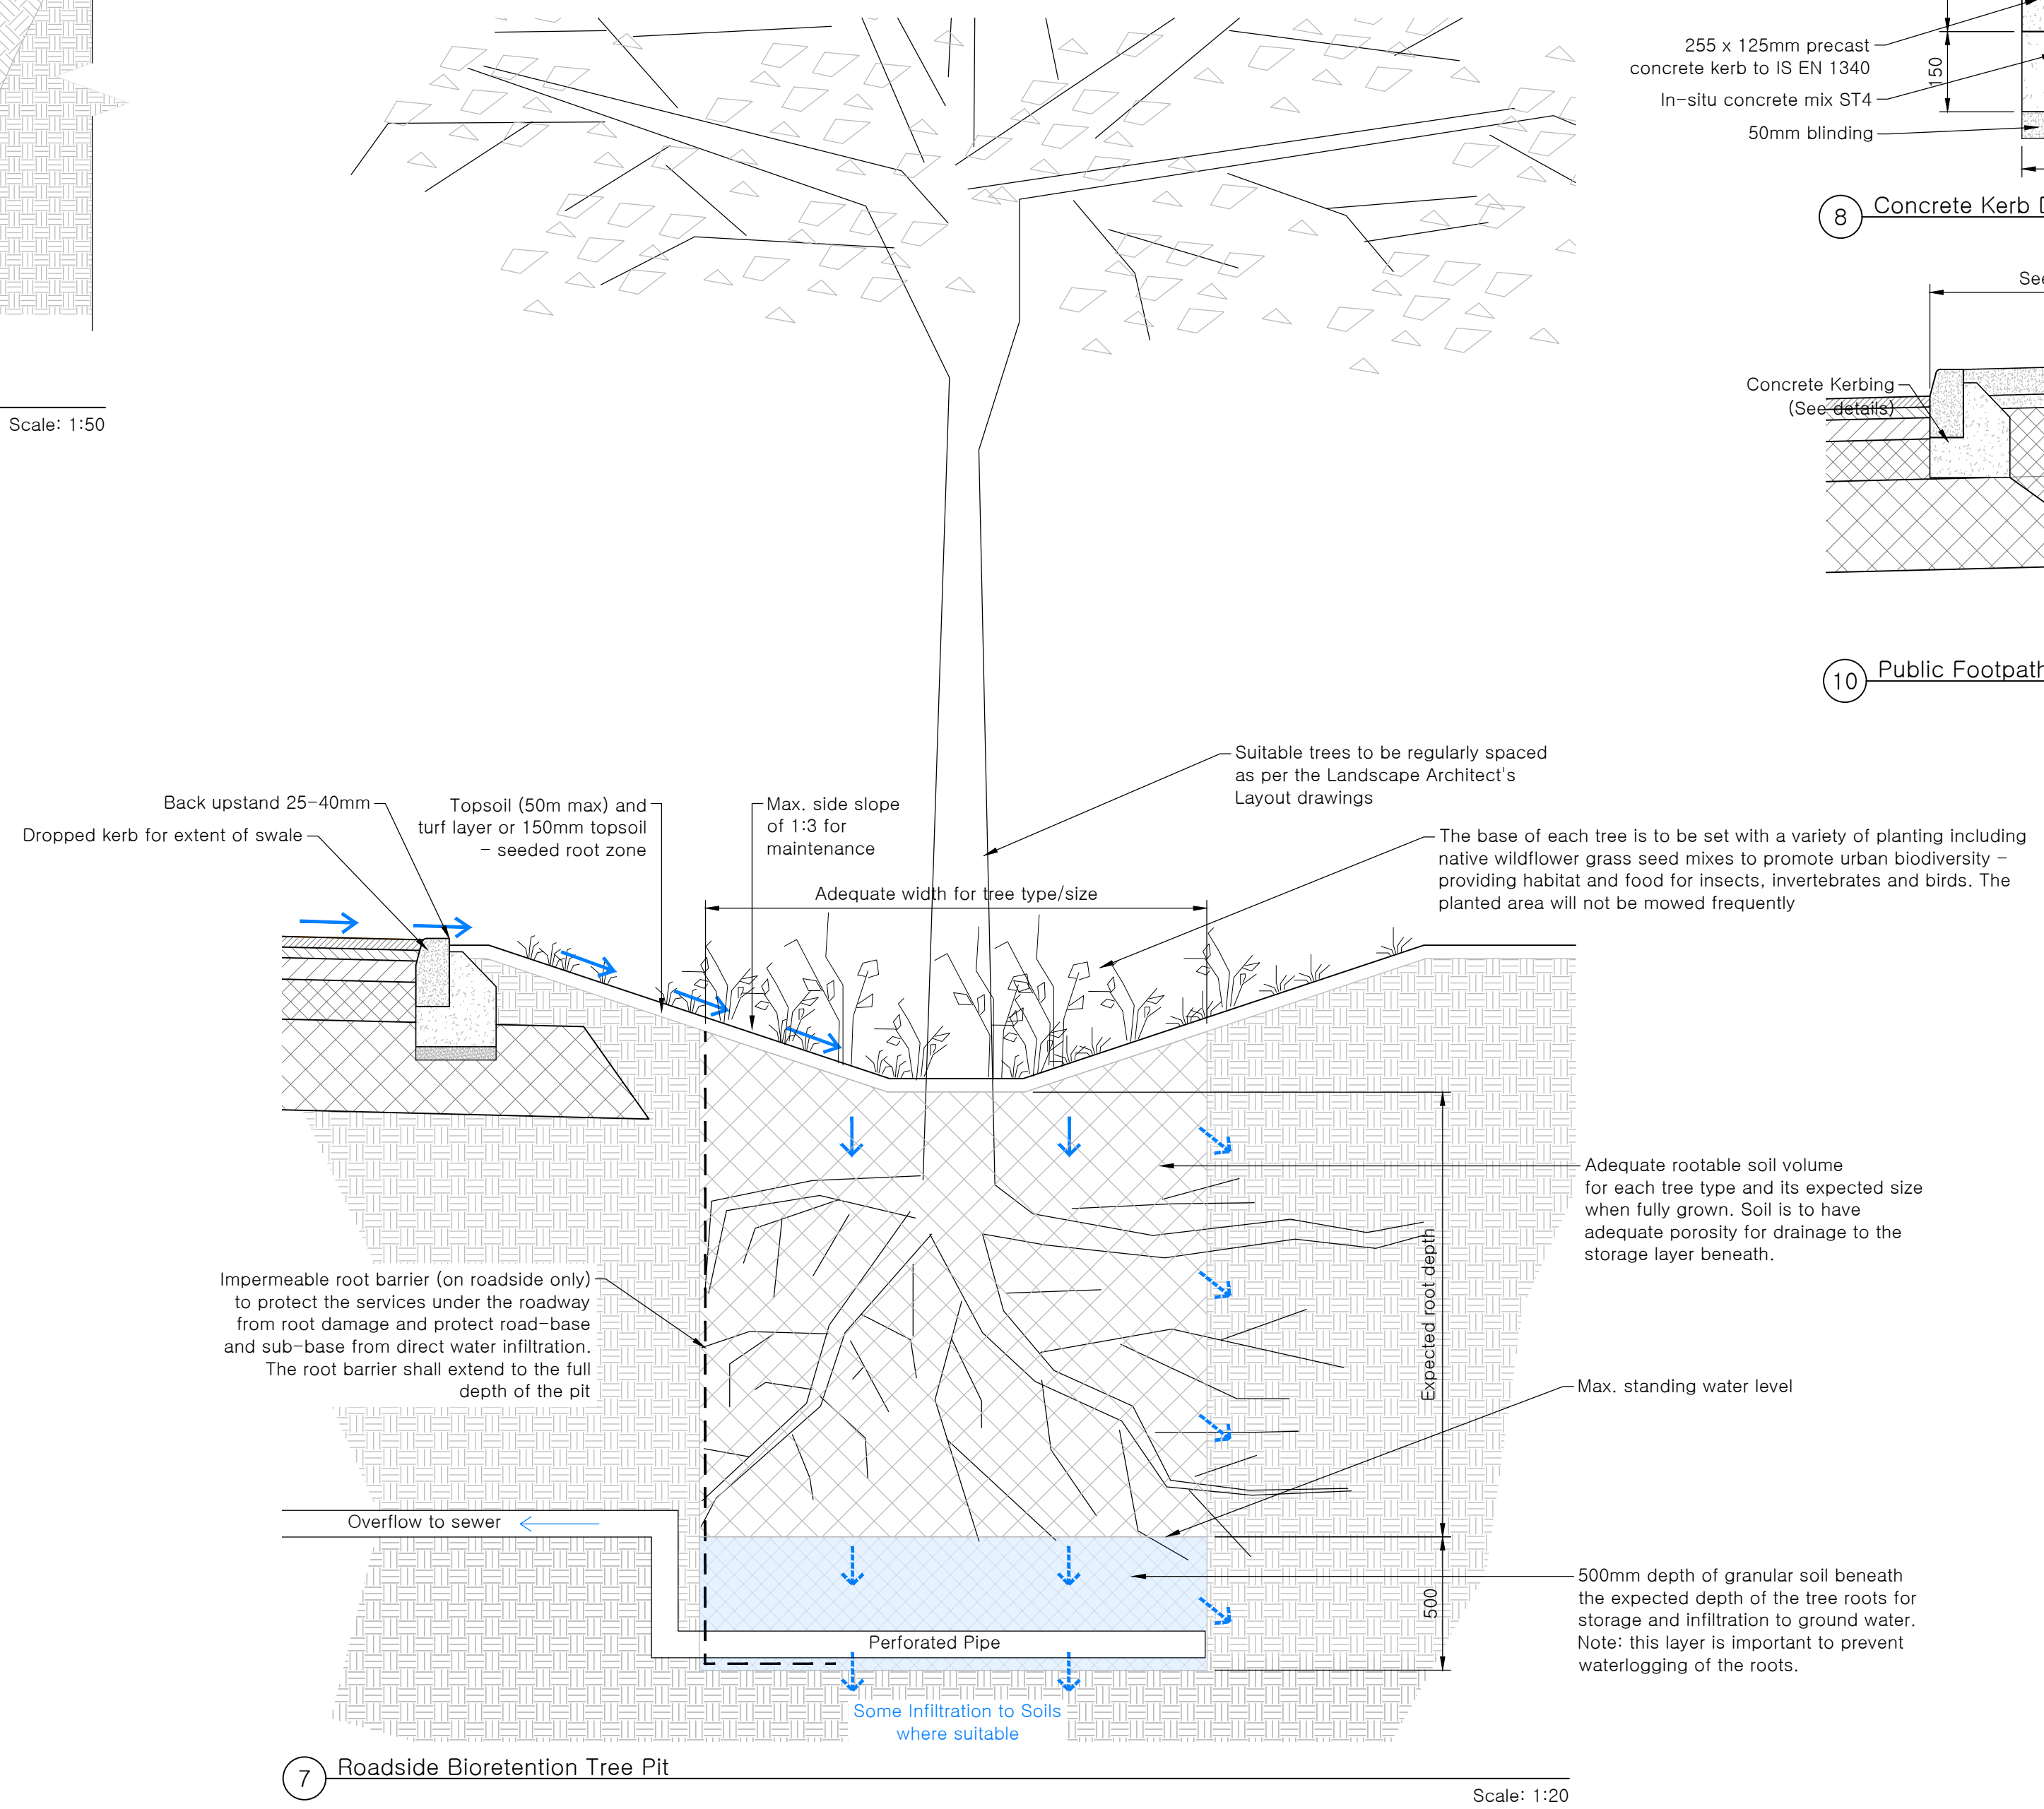 Scale: 1:50
255 x 125mm precast
concrete kerb to IS EN 1340
In-situ concrete mix ST4
50mm blinding
150
8
Concrete Kerb
See
Concrete Kerbing
(See details)
10
Public Footpath
Suitable trees to be regularly spaced
as per the Landscape Architect's
Layout drawings
Back upstand 25-40mm
Dropped kerb for extent of swale
Topsoil (50m max) and
turf layer or 150mm topsoil
- seeded root zone
Max. side slope
of 1:3 for
maintenance
The base of each tree is to be set with a variety of planting including
native wildflower grass seed mixes to promote urban biodiversity -
providing habitat and food for insects, invertebrates and birds. The
planted area will not be mowed frequently
Adequate width for tree type/size
Adequate rootable soil volume
for each tree type and its expected size
when fully grown. Soil is to have
adequate porosity for drainage to the
storage layer beneath.
Impermeable root barrier (on roadside only)
to protect the services under the roadway
from root damage and protect road-base
and sub-base from direct water infiltration.
The root barrier shall extend to the full
depth of the pit
Expected root depth
Max. standing water level
Overflow to sewer
500mm depth of granular soil beneath
the expected depth of the tree roots for
storage and infiltration to ground water.
Note: this layer is important to prevent
waterlogging of the roots.
500
Perforated Pipe
Some Infiltration to Soils
where suitable
7
Roadside Bioretention Tree Pit
Scale: 1:20